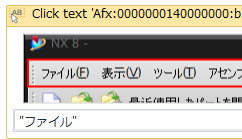 Click text 'Afx:0000000140000000:b
NX 8 -
ファイル(F) 表示(V) ツール(T) アセンブ
最近使用したパートを開
"ファイル"